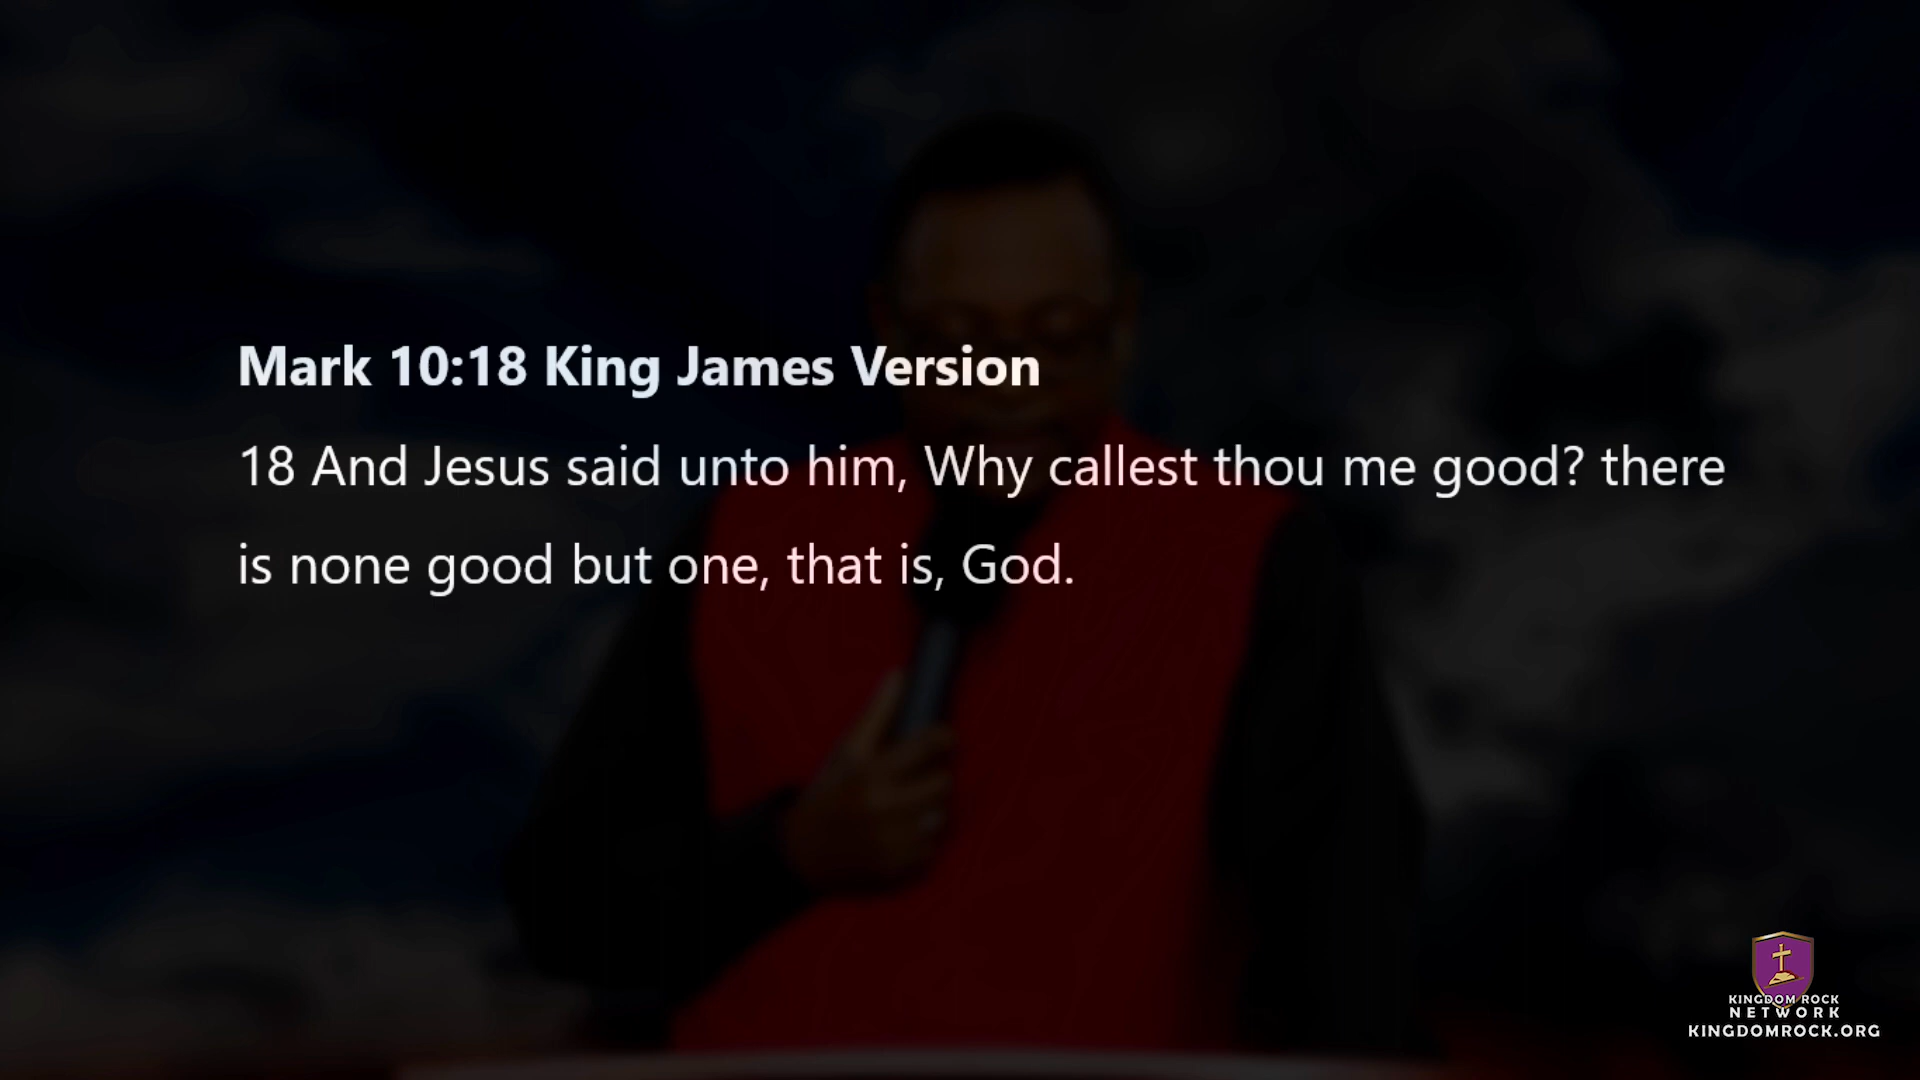 Mark 10:18 King James Version
18 And Jesus said unto him, Why callest thou me good? there
is none good but one, that is, God.
KINGDOM ROCK
NETWORK
KINGDOMROCK.ORG